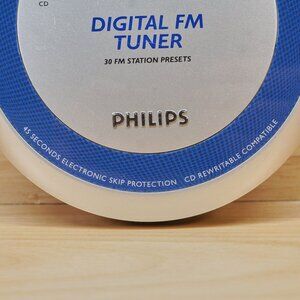 CD
DIGITAL FM
TUNER
30 FM STATION PRESETS
PHILIPS
45 SECONDS ELECTRONIC SKIP PROTECTION CD REWRITABLE COMPATIBLE